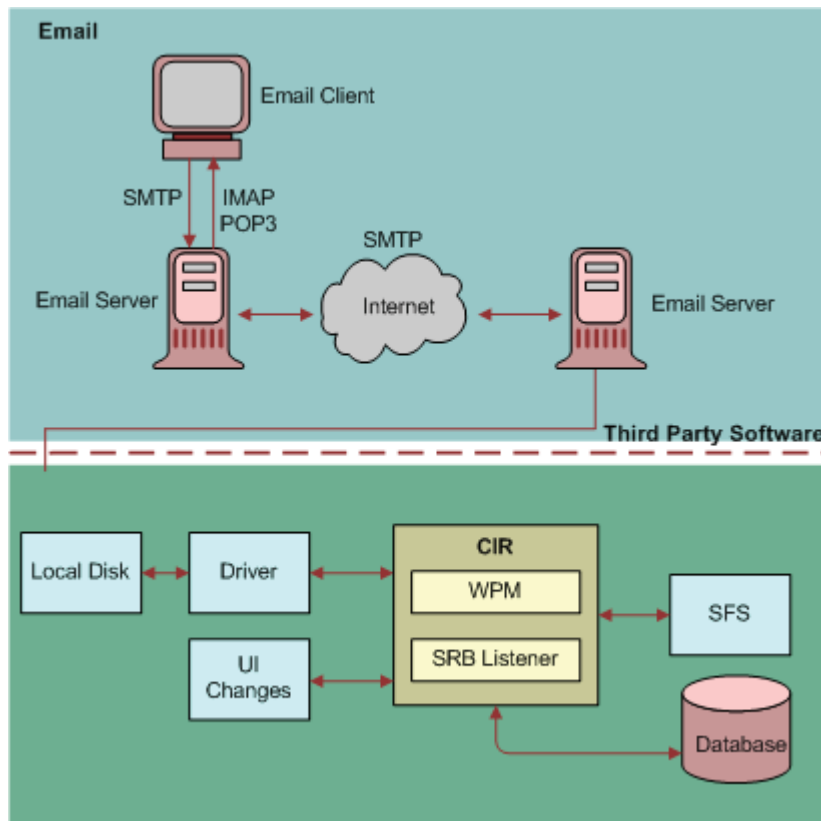 Email
Email Client
SMTP
IMAP
POP3
SMTP
Email Server
Internet
Email Server
Third Party Software
CIR
Local Disk
Driver
WPM
SFS
UI
Changes
SRB Listener
Database